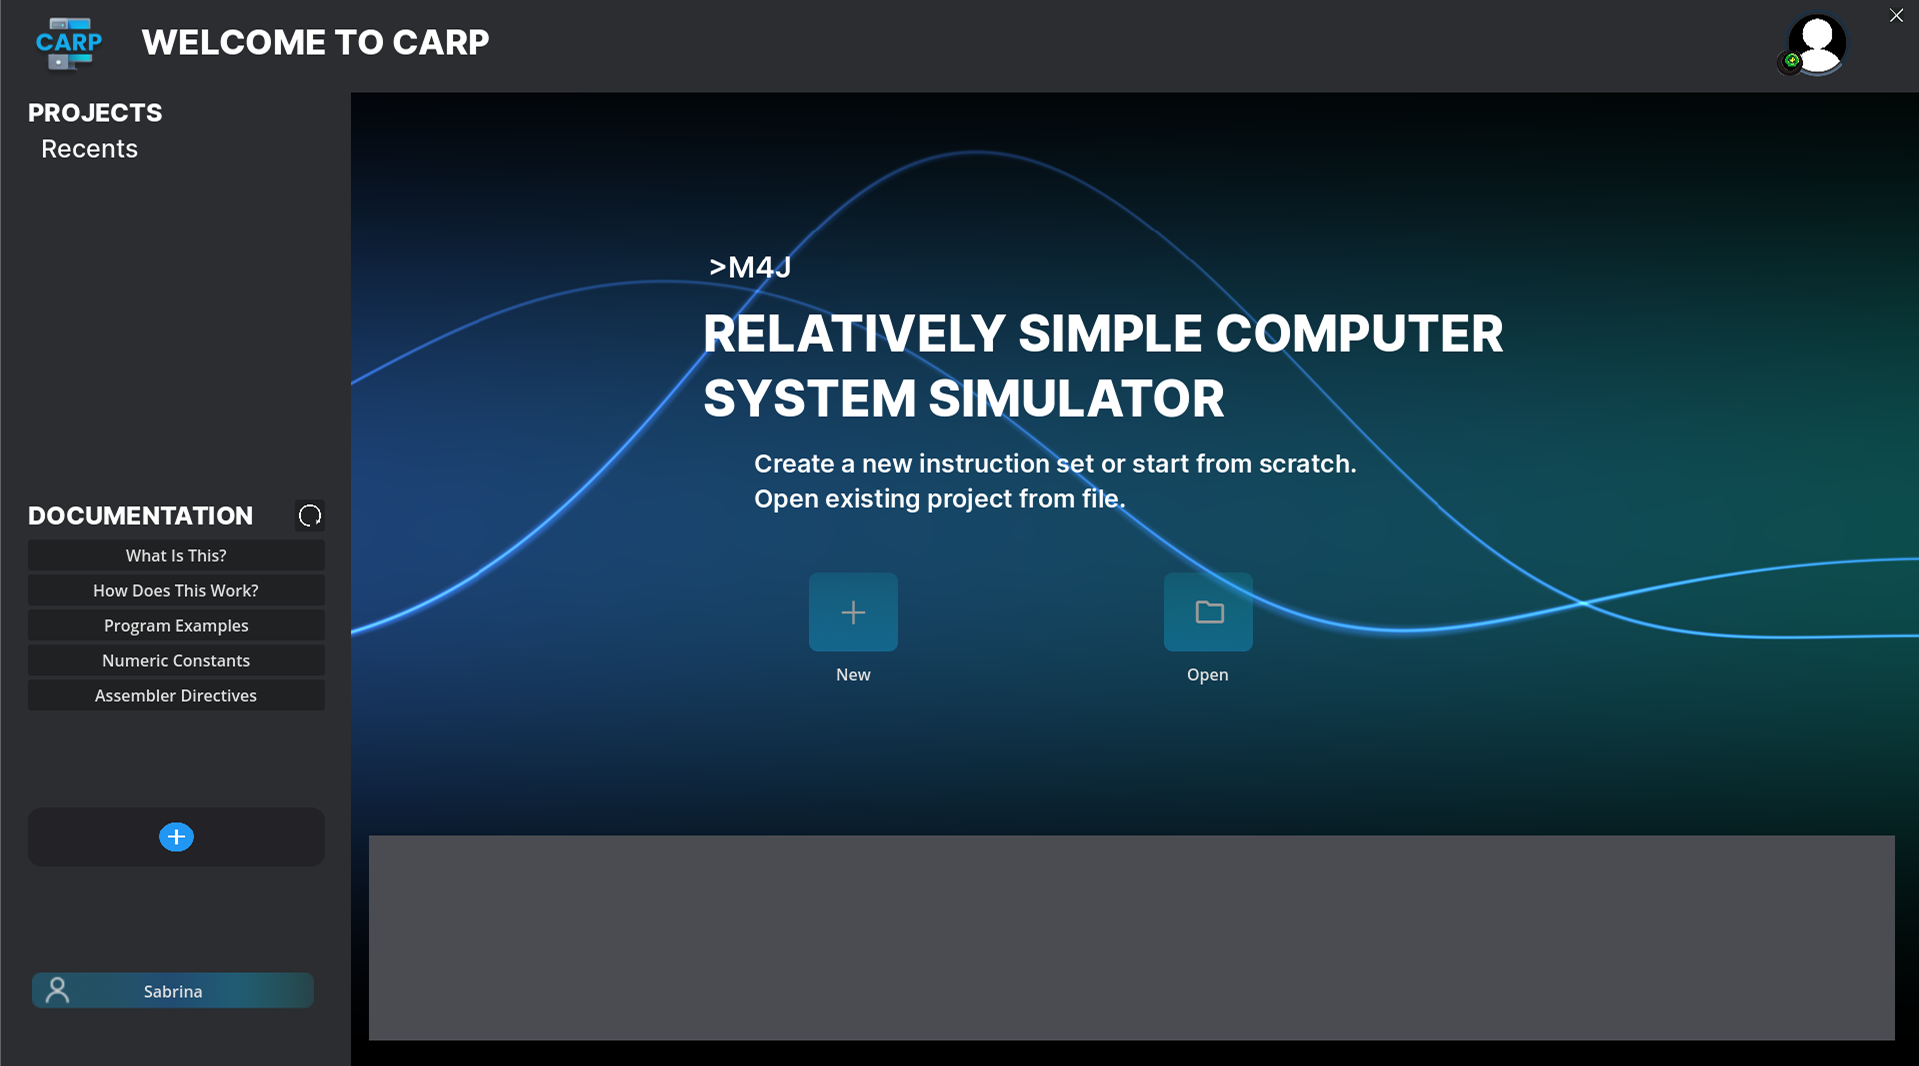 CARP
WELCOME TO CARP
PROJECTS
Recents
>M4J
RELATIVELY SIMPLE COMPUTER
SYSTEM SIMULATOR
Create a new instruction set or start from scratch.
Open existing project from file.
New
Open
DOCUMENTATION
What Is This?
How Does This Work?
Program Examples
Numeric Constants
Assembler Directives
Sabrina